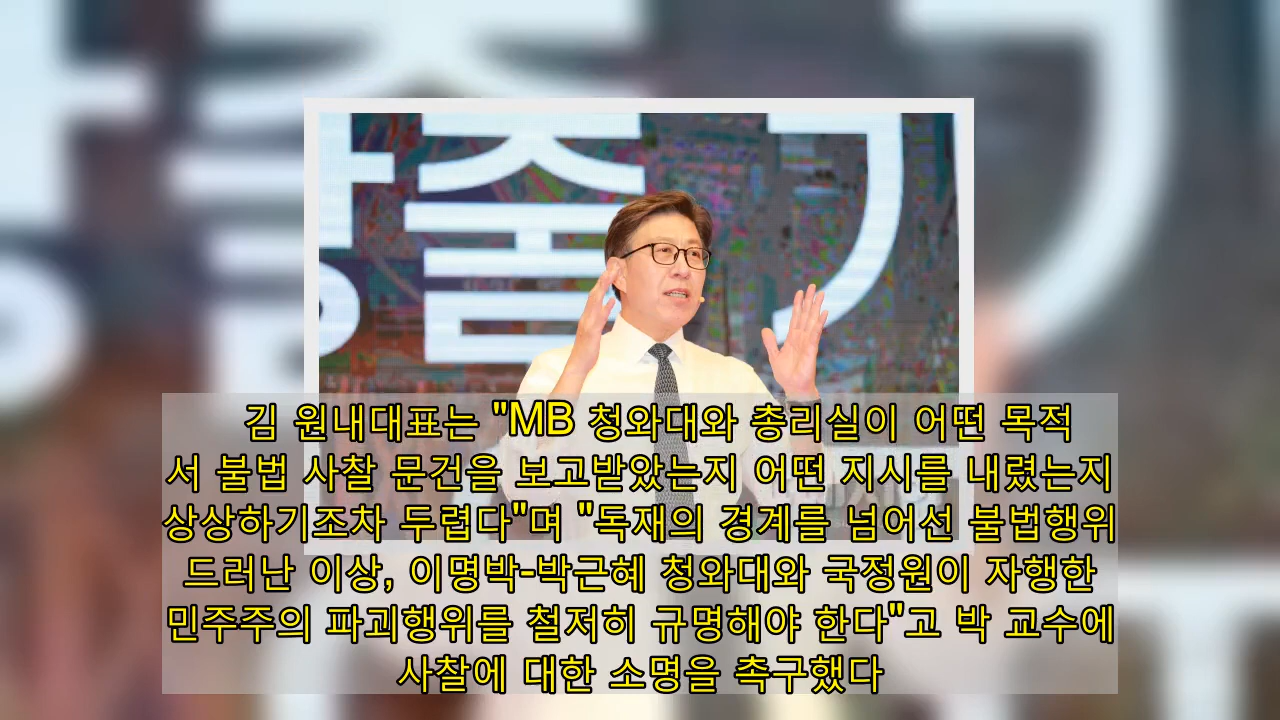 김 원내대표는 "MB 청와대와 총리실이 어떤 목적
서 불법 사찰 문건을 보고받았는지 어떤 지시를 내렸는지
상상하기조차 두렵다"며 "독재의 경계를 넘어선 불법행위
드러난 이상, 이명박-박근혜 청와대와 국정원이 자행한
민주주의 파괴행위를 철저히 규명해야 한다"고 박 교수에
사찰에 대한 소명을 촉구했다